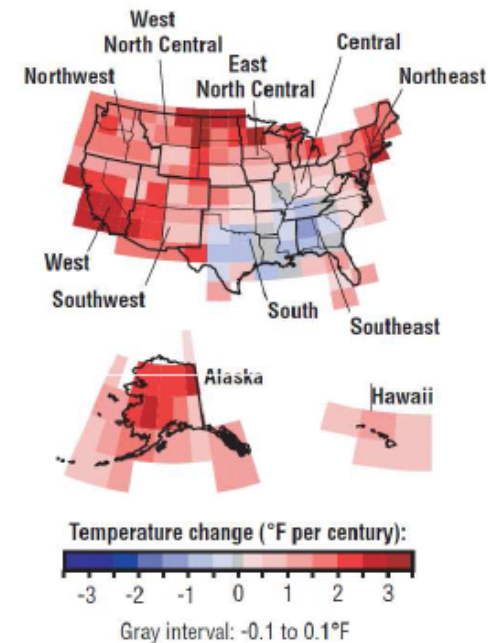 West
North Central
Central
Northwest
East
North Central
Northeast
West
Southwest
South
Southeast
Alaska
Hawaii
Temperature change (°F per century):
-3 -2 -1 0 1 2 3
Gray interval: -0.1 to 0.1°F